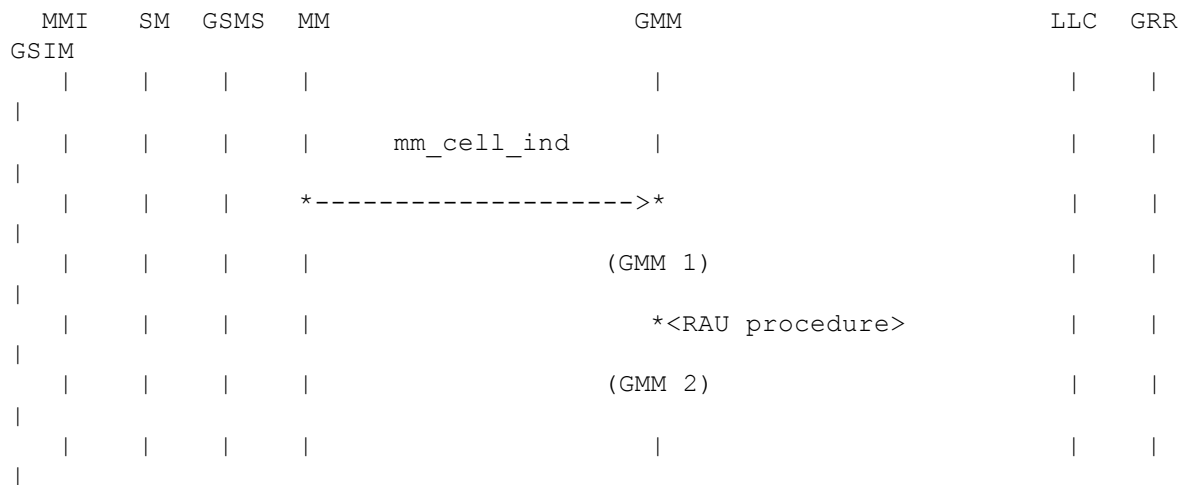 MMI SM GSMS MM GMM LLC GRR
GSIM
| | | | | | |
|
| | | | mm_cell_ind | | |
|
| | | *-------------------->* | |
|
| | | | (GMM 1) | |
|
| | | | *<RAU procedure> | |
|
| | | | (GMM 2) | |
|
| | | | | | |
|